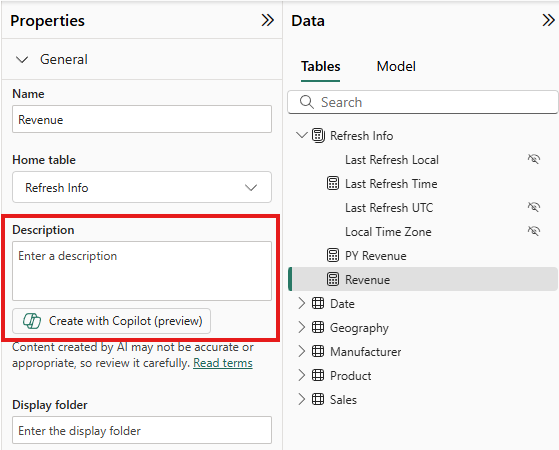 Properties
General
Name
Revenue
Home table
Refresh Info
Description
Enter a description
Create with Copilot (preview)
Content created by AI may not be accurate or
appropriate, so review it carefully. Read terms
Display folder
Enter the display folder
Data
Tables Model
Search
Refresh Info
Last Refresh Local
Last Refresh Time
Last Refresh UTC
Local Time Zone
PY Revenue
Revenue
Date
Geography
Manufacturer
Product
Sales